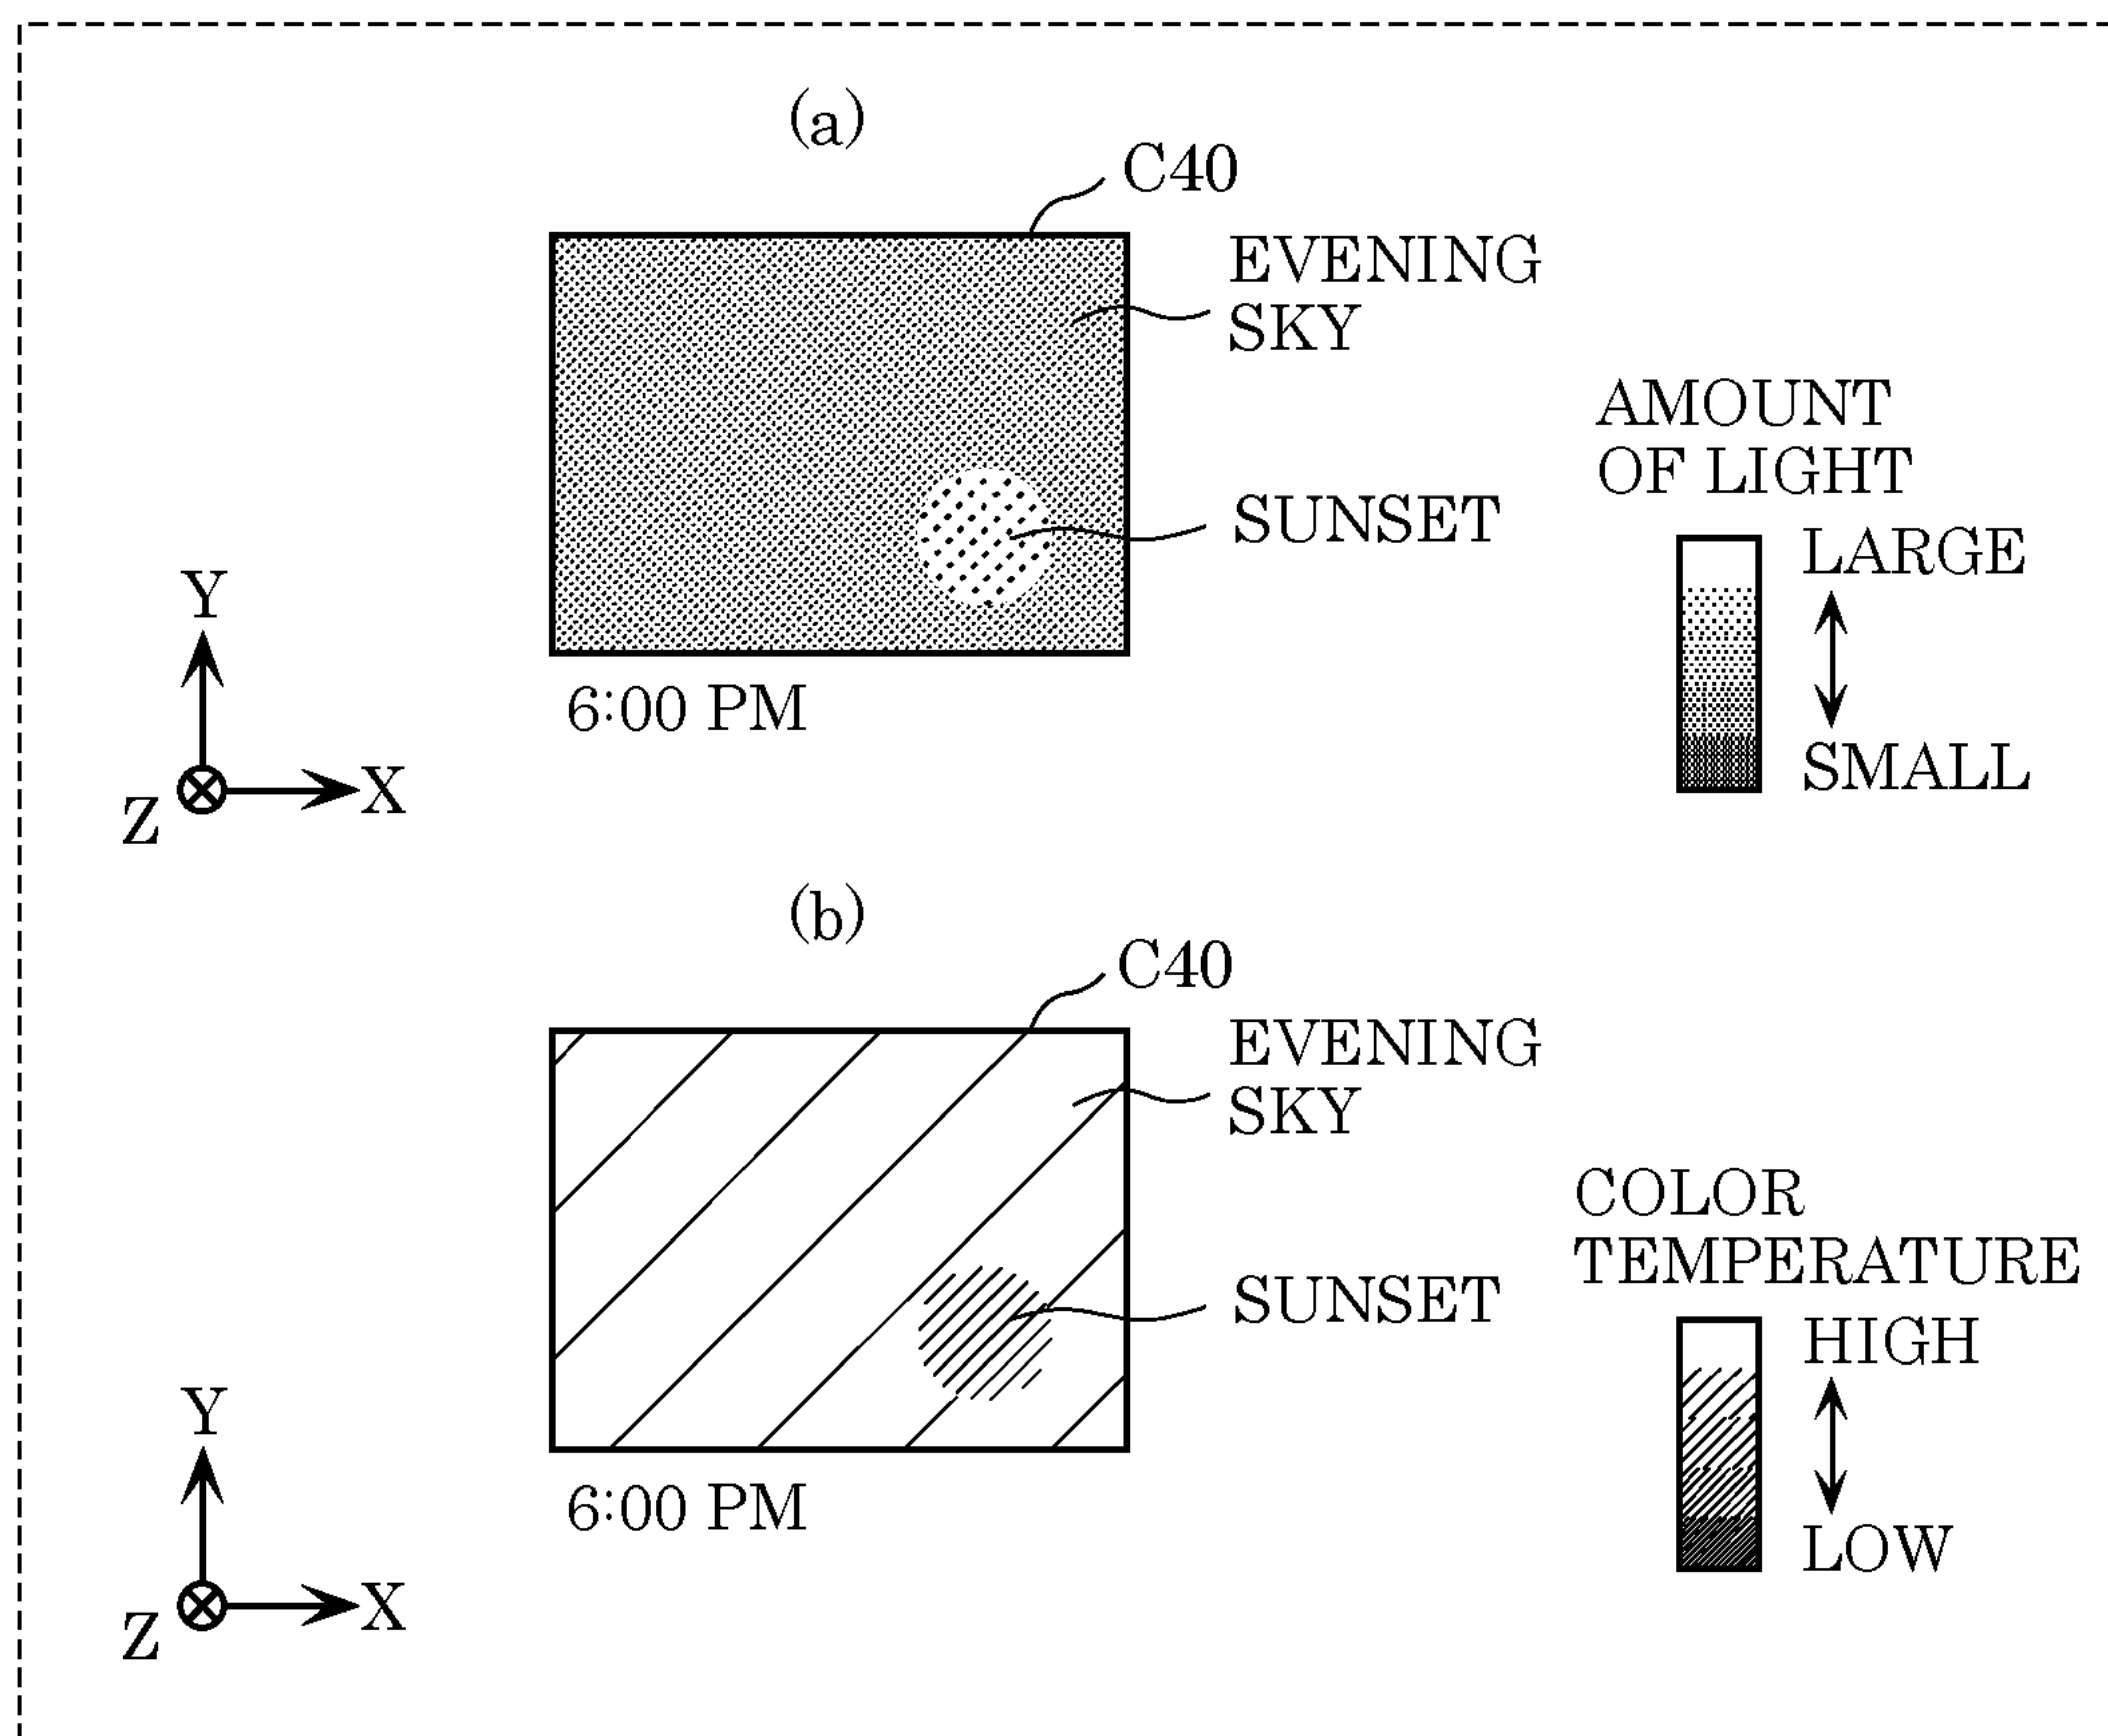 (a)
C40
EVENING
SKY
SUNSET
6:00 PM
AMOUNT
OF LIGHT
LARGE
SMALL
Y
X
Z
(b)
C40
EVENING
SKY
SUNSET
6:00 PM
COLOR
TEMPERATURE
HIGH
LOW
Y
X
Z